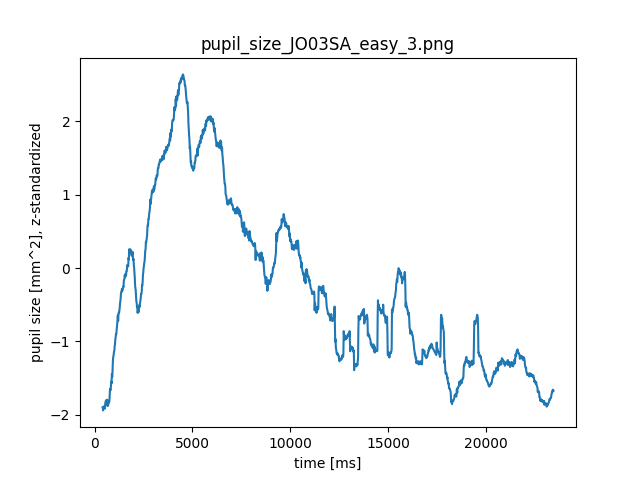 pupil_size_JO03SA_easy_3.png
pupil size [mm^2], z-standardized
2
1
0
−1
−2
0 5000 10000 15000 20000
time [ms]